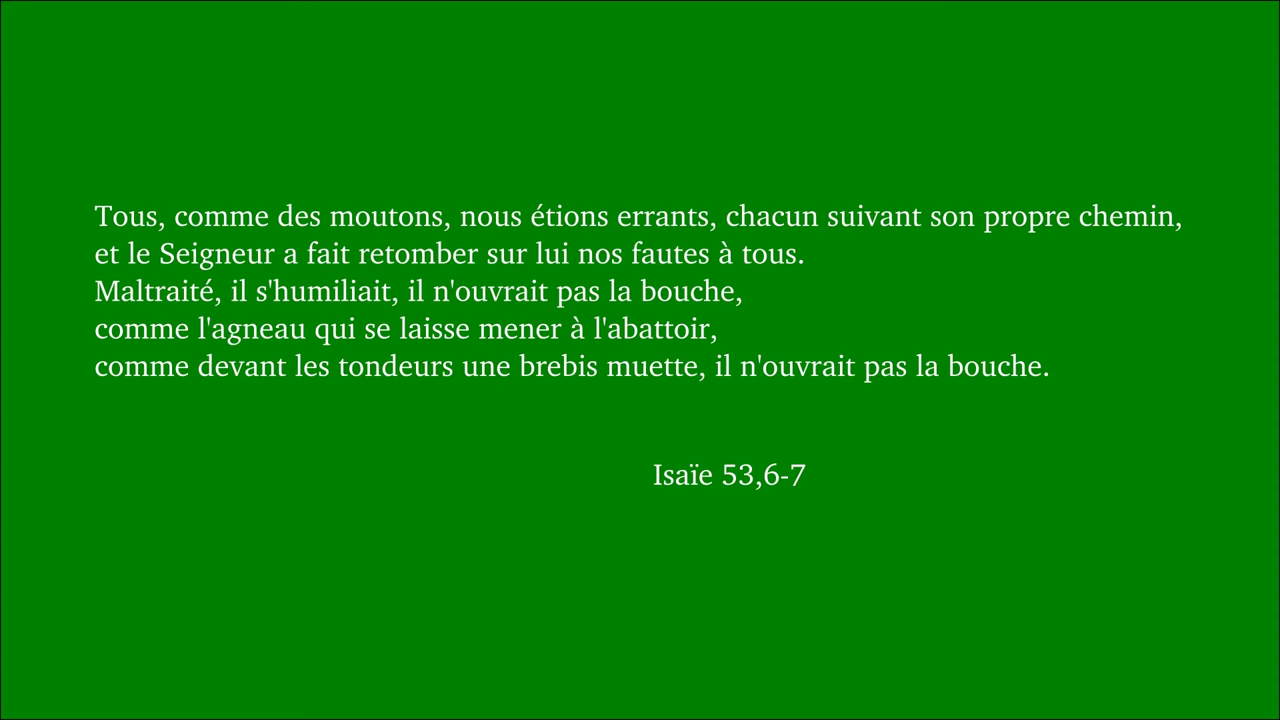 Tous, comme des moutons, nous étions errants, chacun suivant son propre chemin,
et le Seigneur a fait retomber sur lui nos fautes à tous.
Maltraité, il s'humiliait, il n'ouvrait pas la bouche,
comme l'agneau qui se laisse mener à l'abattoir,
comme devant les tondeurs une brebis muette, il n'ouvrait pas la bouche.
Isaïe 53,6-7